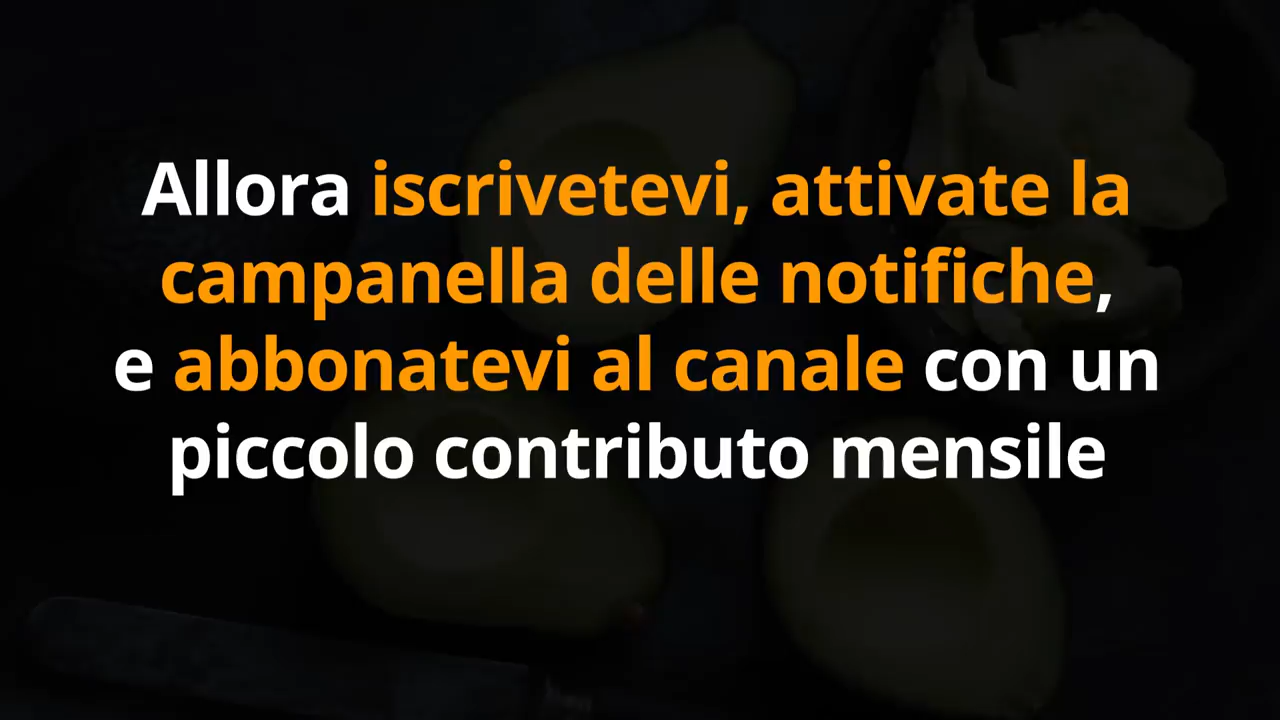 Allora iscrivetevi, attivate la
campanella delle notifiche,
e abbonatevi al canale con un
piccolo contributo mensile